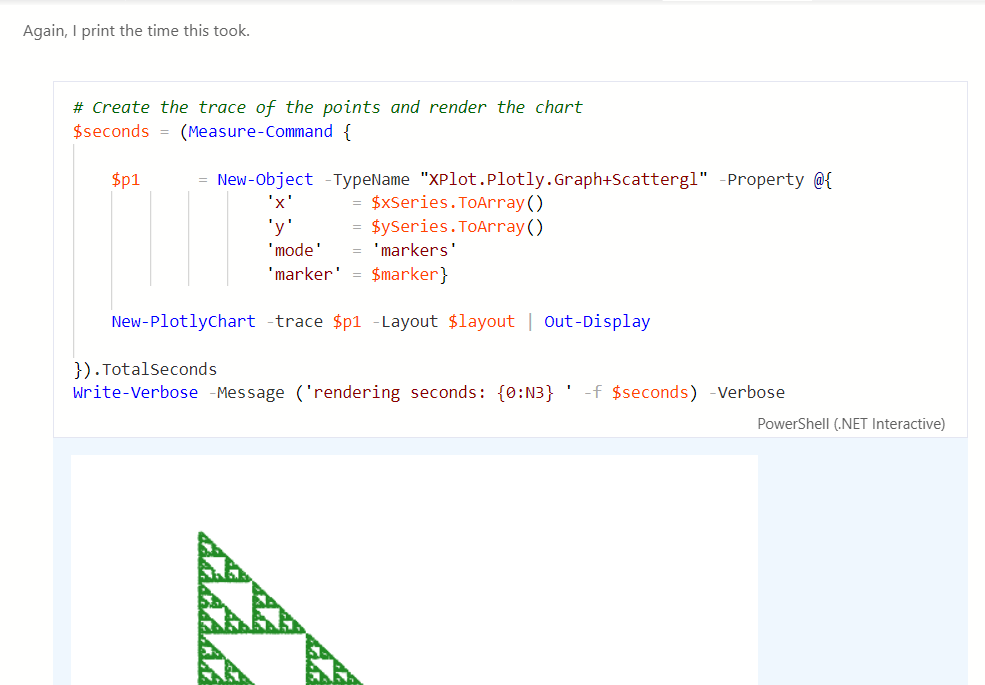 Again, I print the time this took.
# Create the trace of the points and render the chart
$seconds = (Measure-Command {
$p1 = New-Object -TypeName "XPlot.Plotly.Graph+Scattergl" -Property @{
'x' = $xSeries.ToArray()
'y' = $ySeries.ToArray()
'mode' = 'markers'
'marker' = $marker}
New-PlotlyChart -trace $p1 -Layout $layout | Out-Display
}).TotalSeconds
Write-Verbose -Message ('rendering seconds: {0:N3} ' -f $seconds) -Verbose
PowerShell (.NET Interactive)